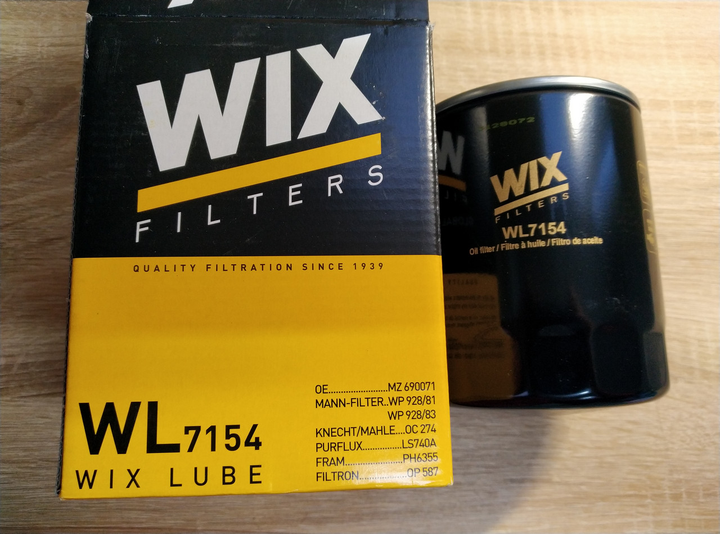 WIX
FILTERS
QUALITY FILTRATION SINCE 1939
WL7154
WIX LUBE
OE........................MZ 690071
MANN-FILTER..WP 928/81
WP 928/83
KNECHT/MAHLE....OC 274
PURFLUX.................LS740A
FRAM.........................PH6355
FILTRON.....................OP 587
WIX
FILTERS
WL7154
Oil filter / Filtre à huile / Filtro de aceite